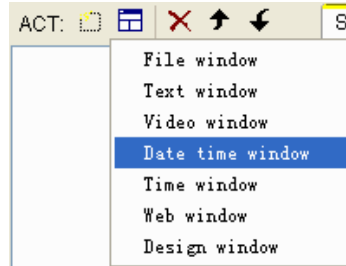 ACT:
S
File window
Text window
Video window
Date time window
Time window
Web window
Design window